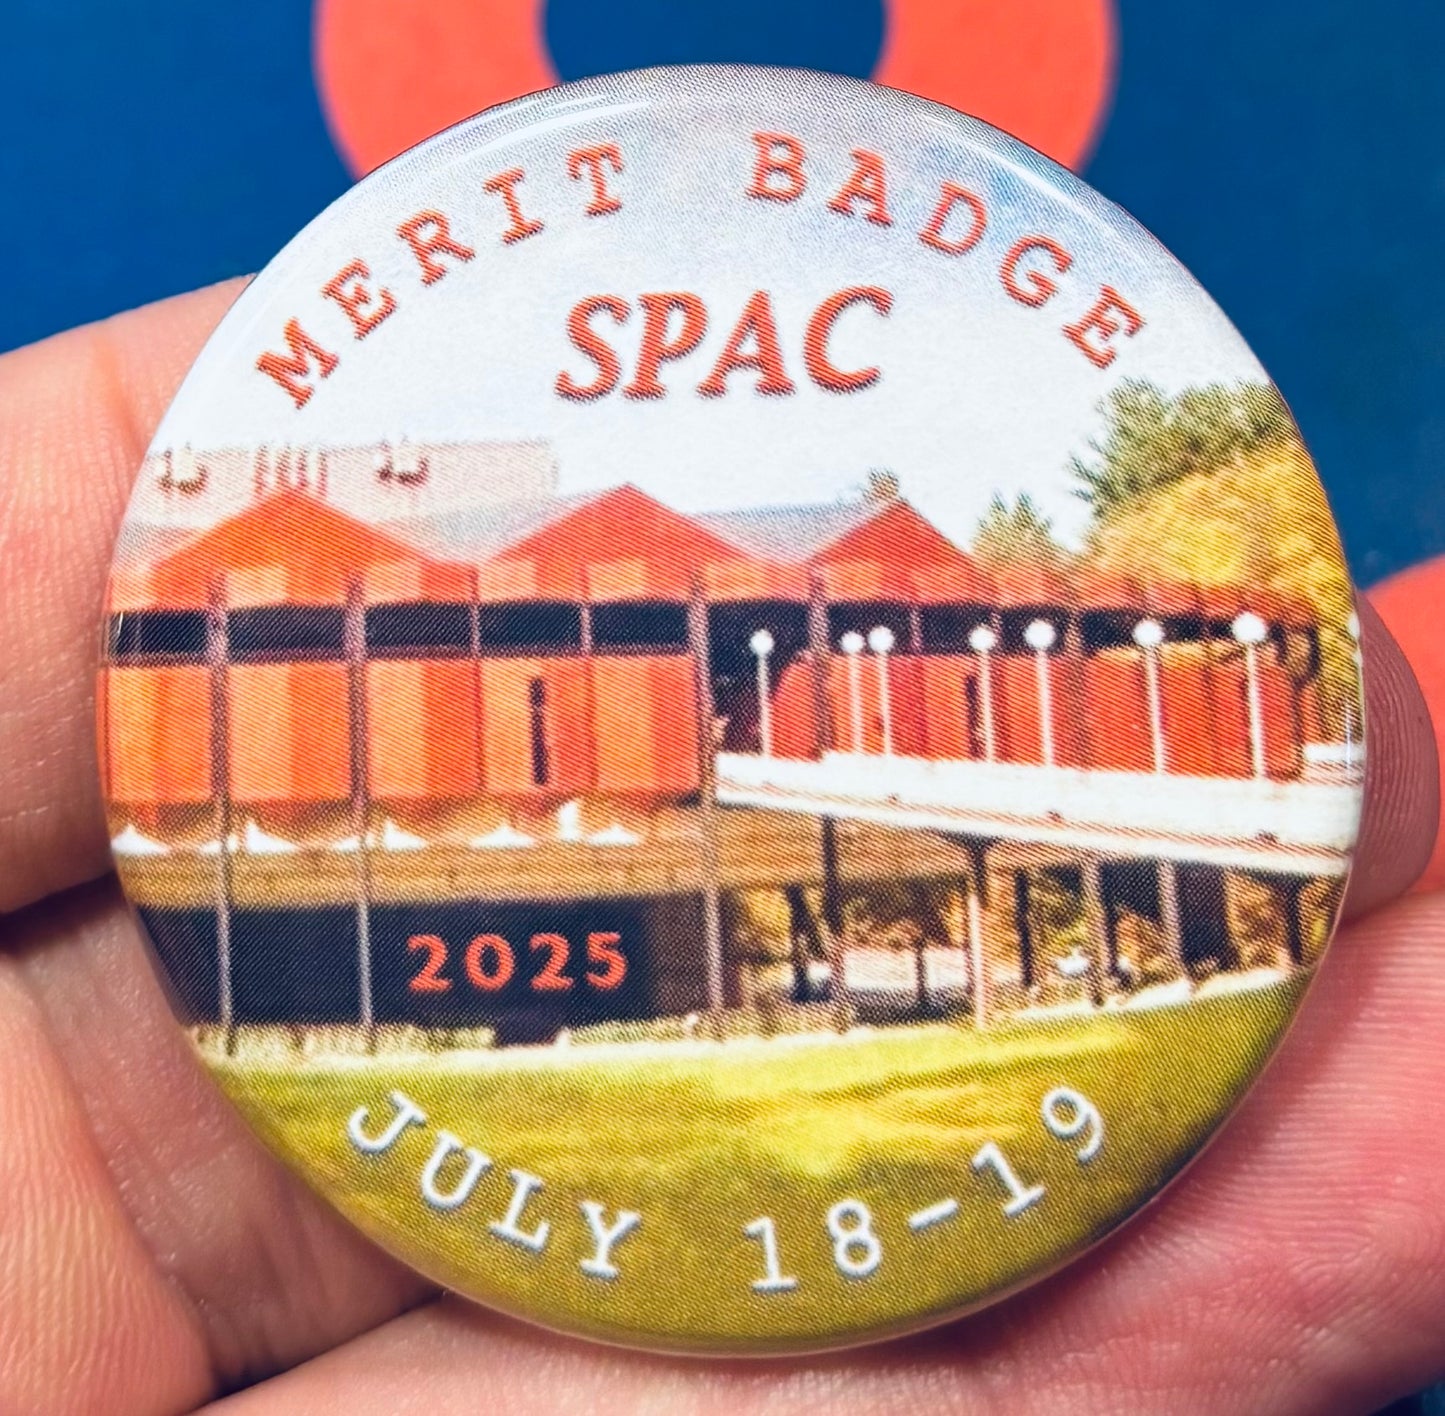 MERIT BADGE
SPAC
2025
JULY 18-19